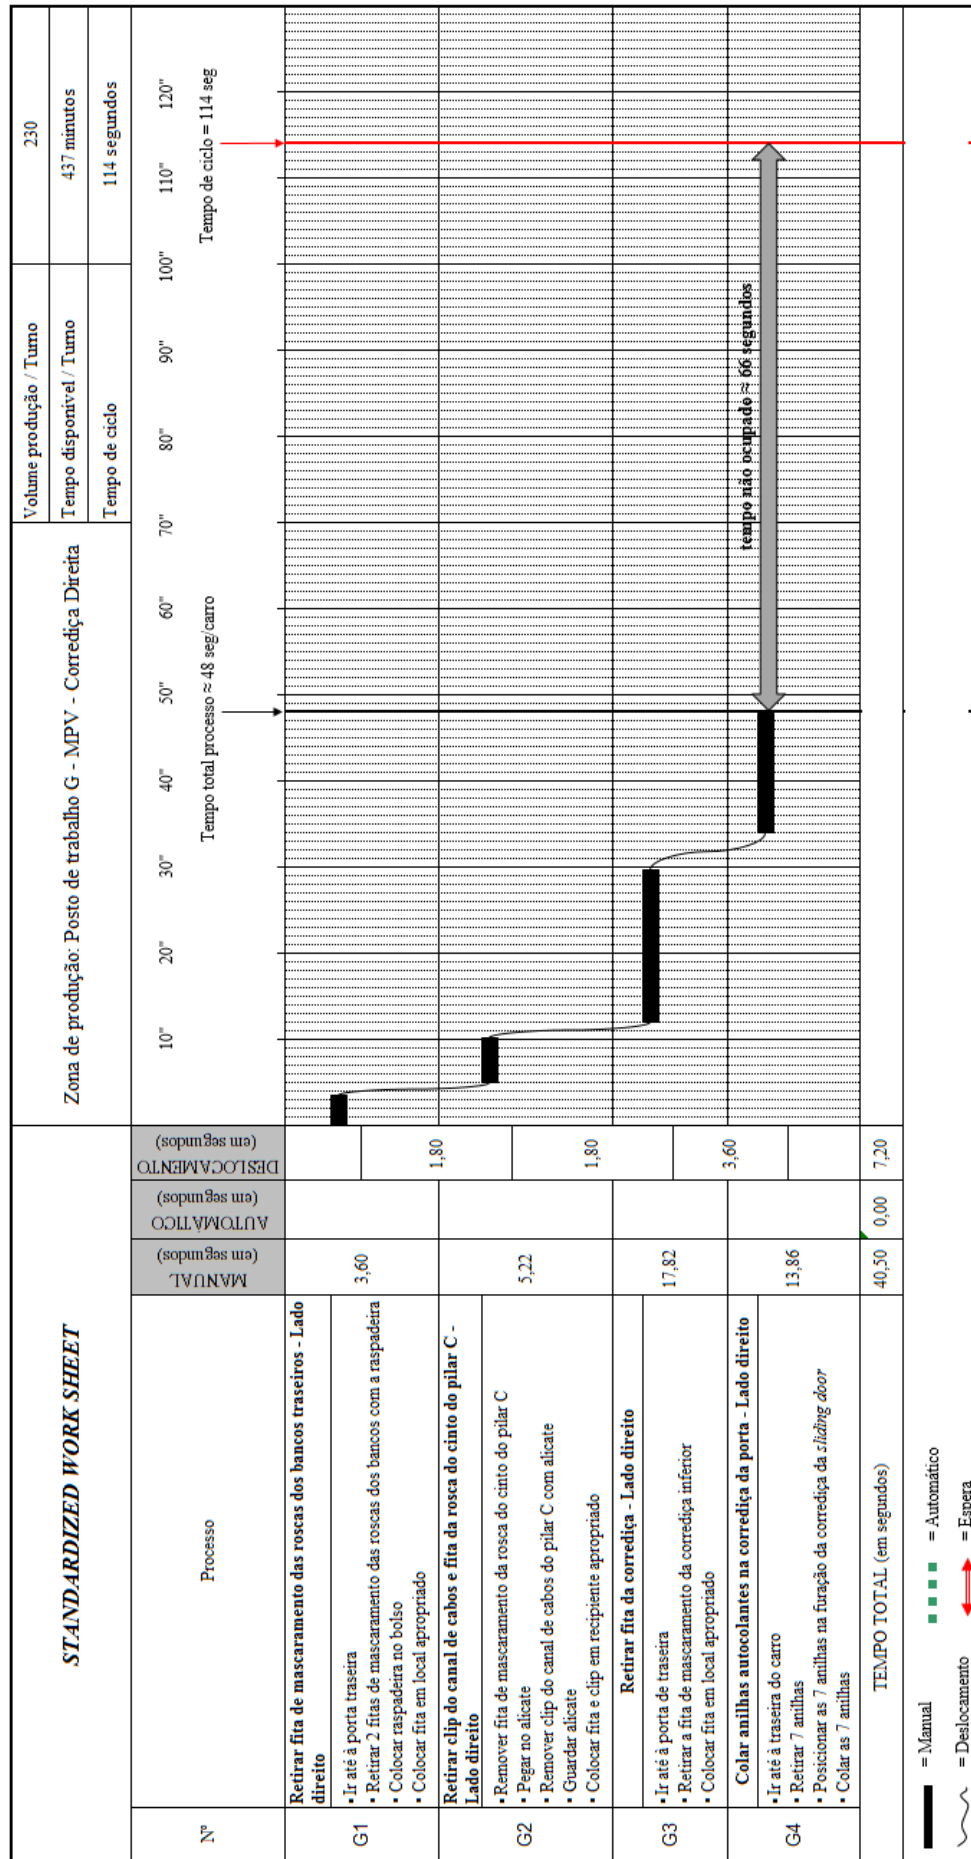 STANDARDIZED WORK SHEET
Zona de produção: Posto de trabalho G - MPV - Corrediça Direita
Volume produção / Turno
230
Tempo disponível / Turno
437 minutos
Tempo de ciclo
114 segundos
Nº
Processo
MANUAL
(em segundos)
AUTOMÁTICO
(em segundos)
DESLOCAMENTO
(em segundos)
10"
20"
30"
40"
50"
60"
70"
80"
90"
100"
110"
120"
Tempo total processo ≈ 48 seg/carro
Tempo de ciclo = 114 seg
G1
Retirar fita de mascaramento das roscas dos bancos traseiros - Lado
direito
• Ir até à porta traseira
• Retirar 2 fitas de mascaramento das roscas dos bancos com a raspadeira
• Colocar raspadeira no bolso
• Colocar fita em local apropriado
3,60
1,80
G2
Retirar clip do canal de cabos e fita da rosca do cinto do pilar C -
Lado direito
• Remover fita de mascaramento da rosca do cinto do pilar C
• Pegar no alicate
• Remover clip do canal de cabos do pilar C com alicate
• Guardar alicate
• Colocar fita e clip em recipiente apropriado
5,22
1,80
G3
Retirar fita da corrediça - Lado direito
• Ir até à porta de traseira
• Retirar a fita de mascaramento da corrediça inferior
• Colocar fita em local apropriado
17,82
3,60
G4
Colar anilhas autocolantes na corrediça da porta - Lado direito
• Ir até à traseira do carro
• Retirar 7 anilhas
• Posicionar as 7 anilhas na furação da corrediça da sliding door
• Colar as 7 anilhas
13,86
tempo não ocupado ≈ 66 segundos
TEMPO TOTAL (em segundos)
40,50
0,00
7,20
= Manual
= Automático
= Deslocamento
= Espera